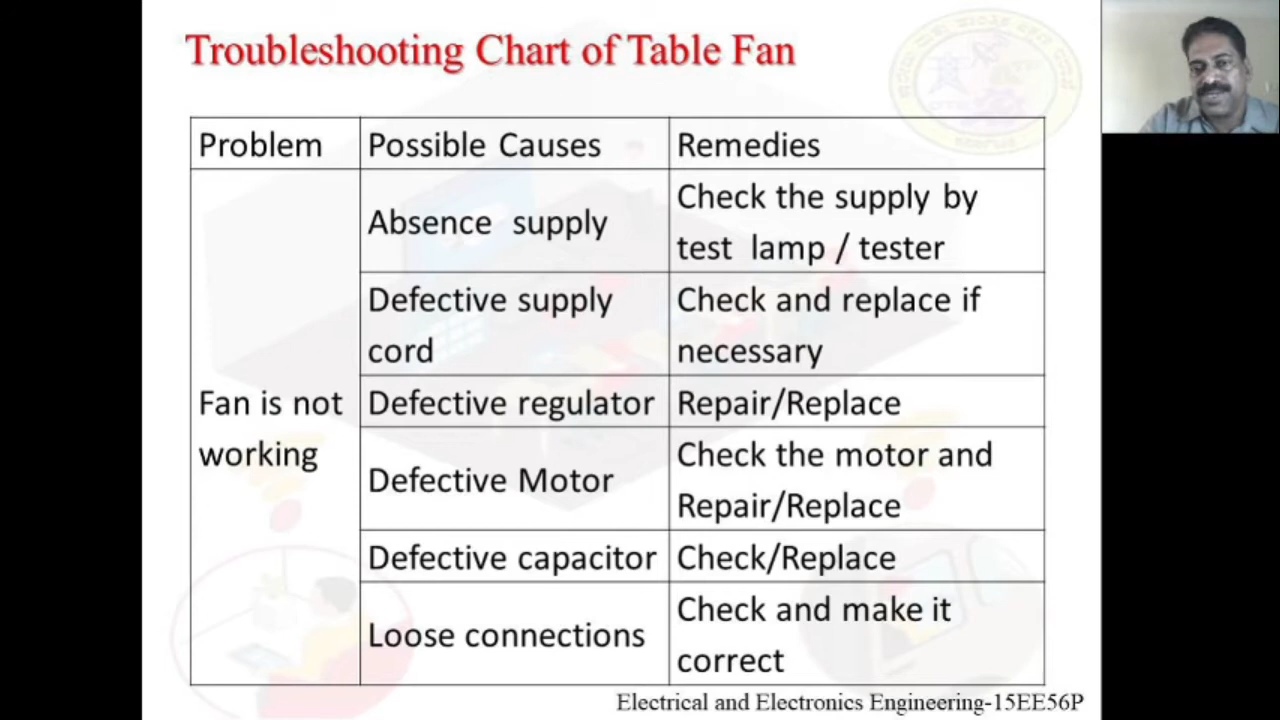 Troubleshooting Chart of Table Fan
Problem
Possible Causes
Remedies
Fan is not
working
Absence supply
Check the supply by
test lamp / tester
Defective supply
cord
Check and replace if
necessary
Defective regulator
Repair/Replace
Defective Motor
Check the motor and
Repair/Replace
Defective capacitor
Check/Replace
Loose connections
Check and make it
correct
Electrical and Electronics Engineering-15EE56P